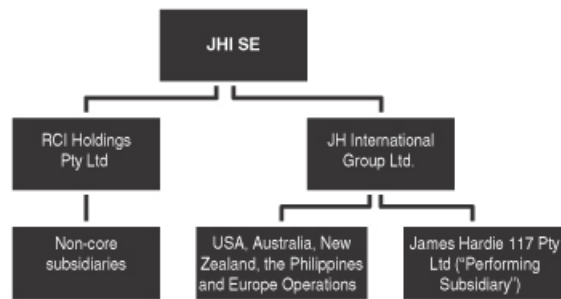 JHI SE
RCI Holdings
Pty Ltd
JH International
Group Ltd.
Non-core
subsidiaries
USA, Australia, New
Zealand, the Philippines
and Europe Operations
James Hardie 117 Pty
Ltd (“Performing
Subsidiary”)